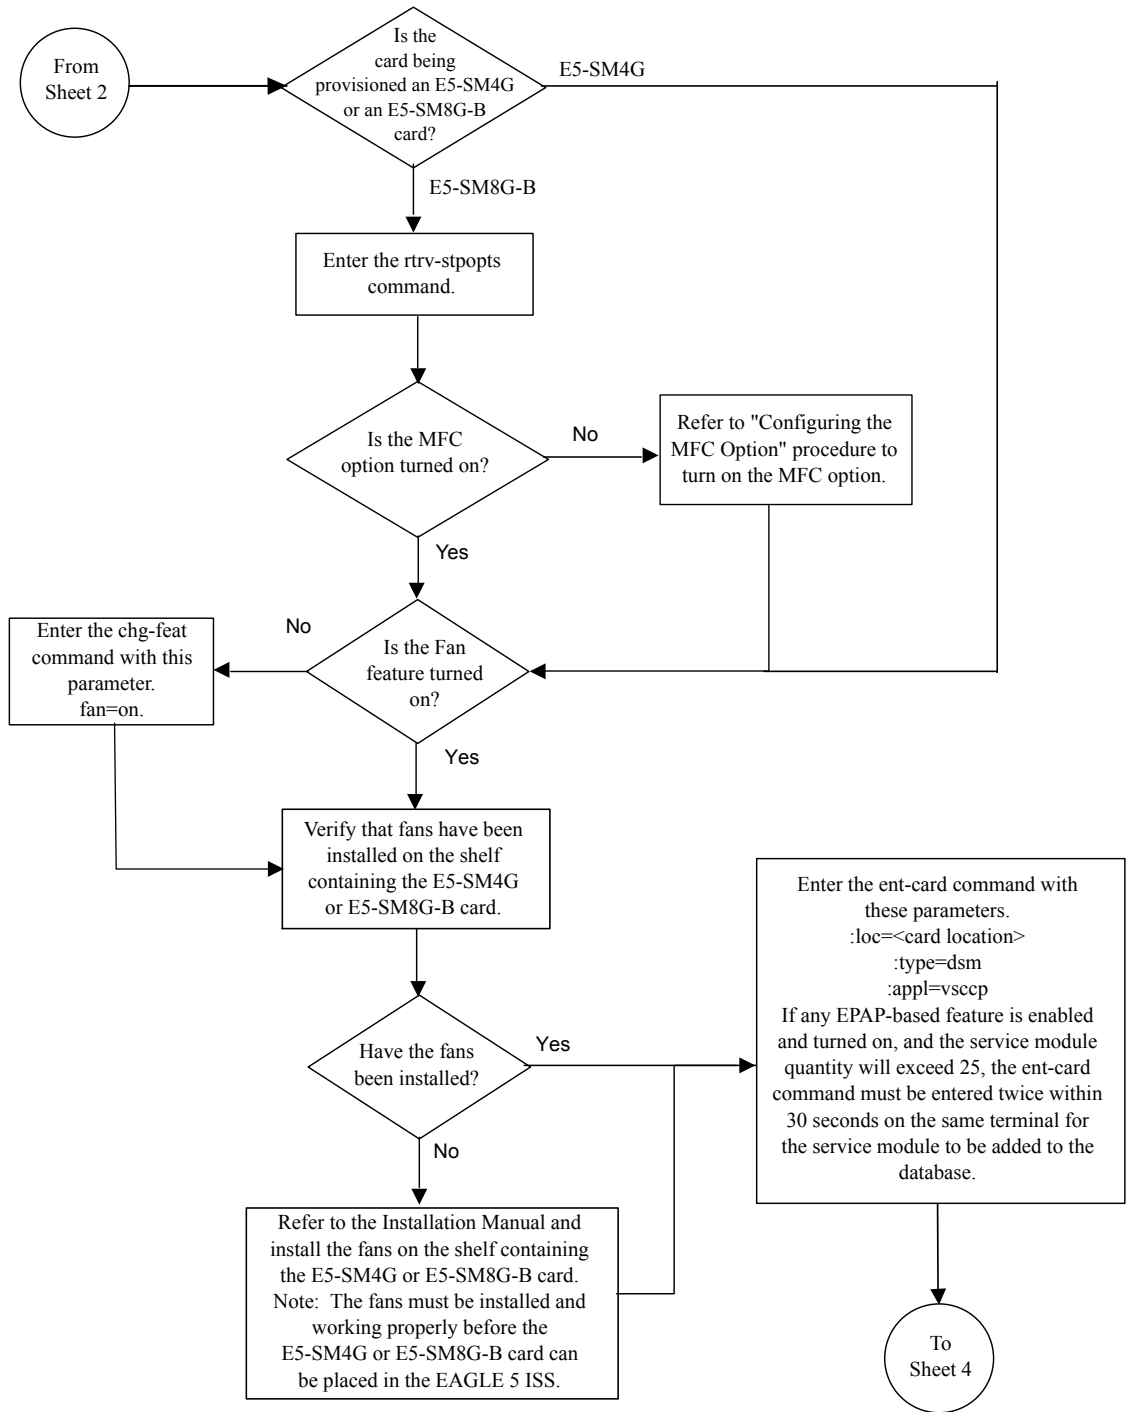 From
Sheet 2
Is the
card being
provisioned an E5-SM4G
or an E5-SM8G-B
card?
E5-SM4G
E5-SM8G-B
Enter the rtrv-stpopts
command.
Is the MFC
option turned on?
No
Refer to "Configuring the
MFC Option" procedure to
turn on the MFC option.
Yes
Is the Fan
feature turned
on?
No
Enter the chg-feat
command with this
parameter.
fan=on.
Yes
Verify that fans have been
installed on the shelf
containing the E5-SM4G
or E5-SM8G-B card.
Have the fans
been installed?
Yes
No
Refer to the Installation Manual and
install the fans on the shelf containing
the E5-SM4G or E5-SM8G-B card.
Note:  The fans must be installed and
working properly before the
E5-SM4G or E5-SM8G-B card can
be placed in the EAGLE 5 ISS.
Enter the ent-card command with
these parameters.
:loc=<card location>
:type=dsm
:appl=vsccp
If any EPAP-based feature is enabled
and turned on, and the service module
quantity will exceed 25, the ent-card
command must be entered twice within
30 seconds on the same terminal for
the service module to be added to the
database.
To
Sheet 4